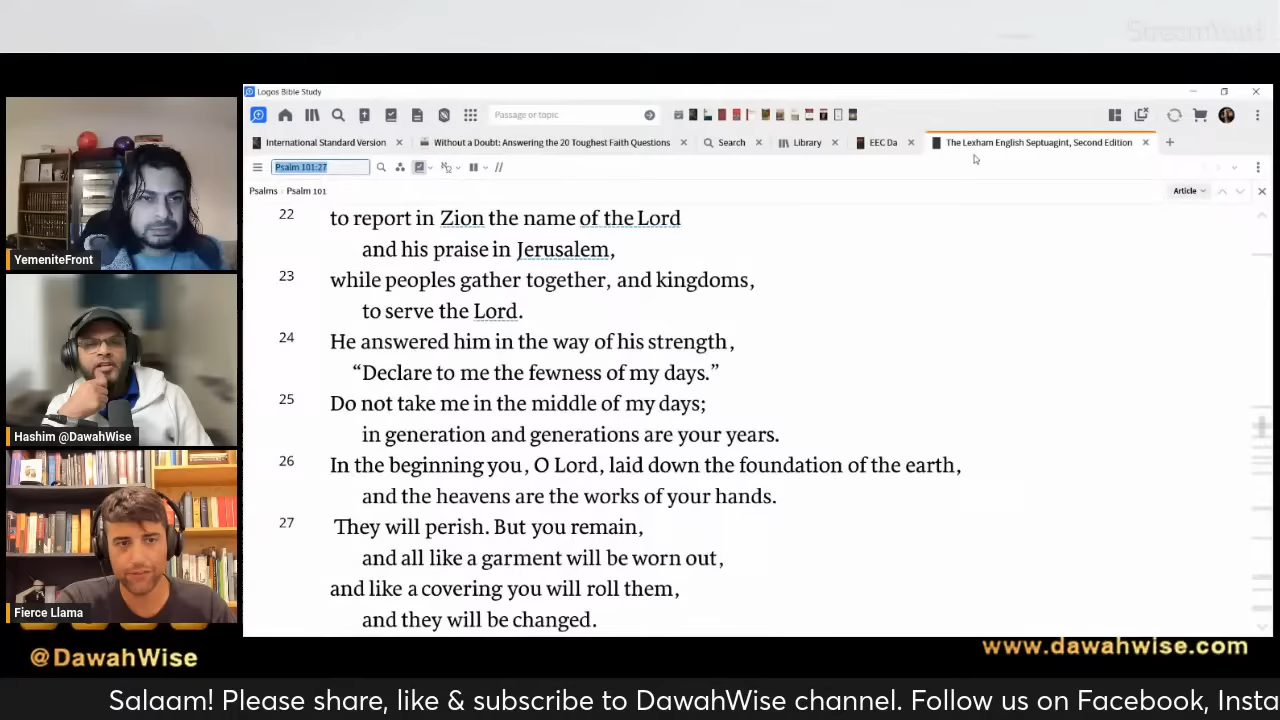 StreamYard
Logos Bible Study
Passage or topic
International Standard Version
Without a Doubt: Answering the 20 Toughest Faith Questions
Search
Library
EEC Da
The Lexham English Septuagint, Second Edition
Psalm 101:27
Psalms
Psalm 101
Article
22 to report in Zion the name of the Lord
and his praise in Jerusalem,
23 while peoples gather together, and kingdoms,
to serve the Lord.
24 He answered him in the way of his strength,
“Declare to me the fewness of my days.”
25 Do not take me in the middle of my days;
in generation and generations are your years.
26 In the beginning you, O Lord, laid down the foundation of the earth,
and the heavens are the works of your hands.
27 They will perish. But you remain,
and all like a garment will be worn out,
and like a covering you will roll them,
and they will be changed.
YemeniteFront
Hashim @DawahWise
Fierce Llama
@DawahWise
www.dawahwise.com
Salaam! Please share, like & subscribe to DawahWise channel. Follow us on Facebook, Insta